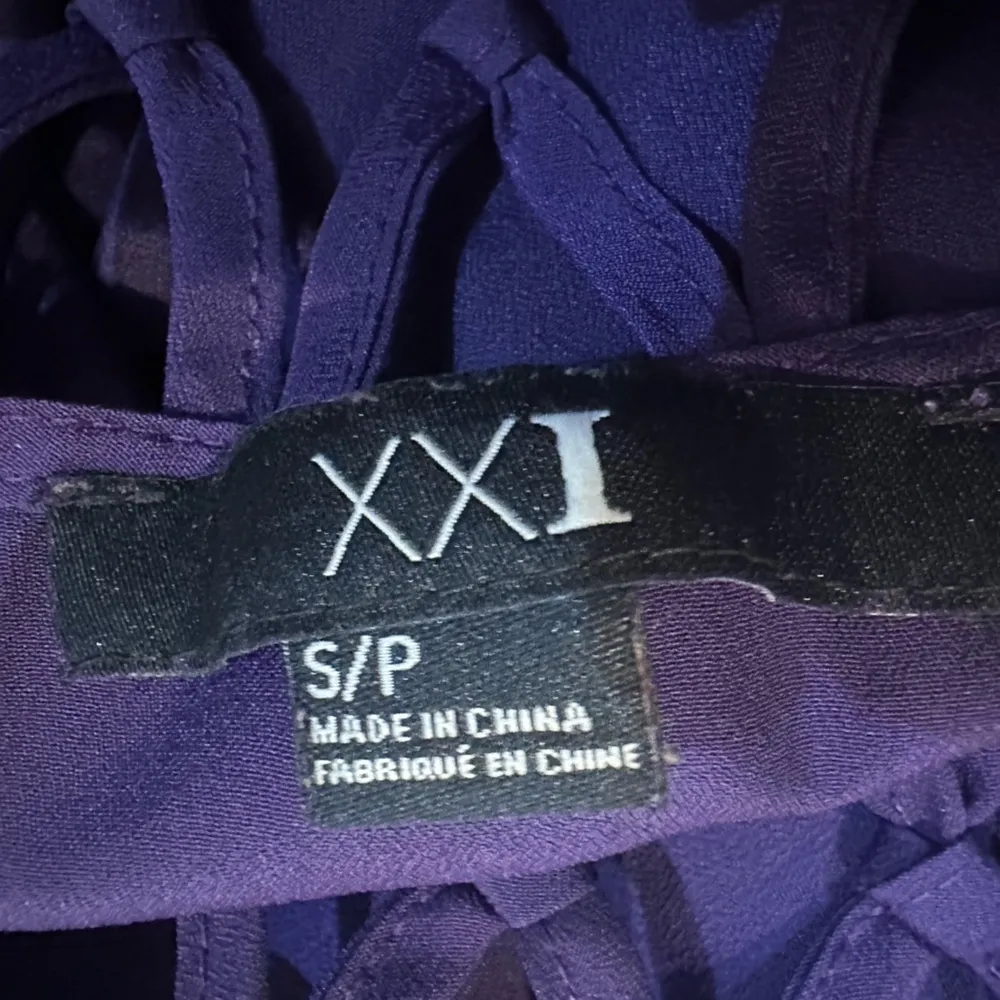 XXI
S/P
MADE IN CHINA
FABRIQUÉ EN CHINE